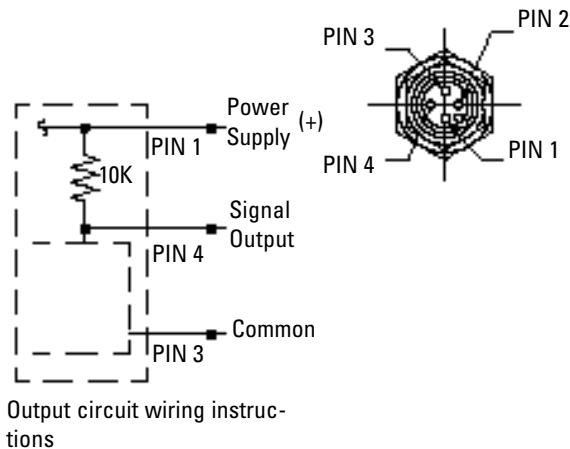 PIN 2
PIN 3
Power
Supply (+)
PIN 1
PIN 4
PIN 1
10K
Signal
Output
PIN 4
Common
PIN 3
Output circuit wiring instruc-
tions